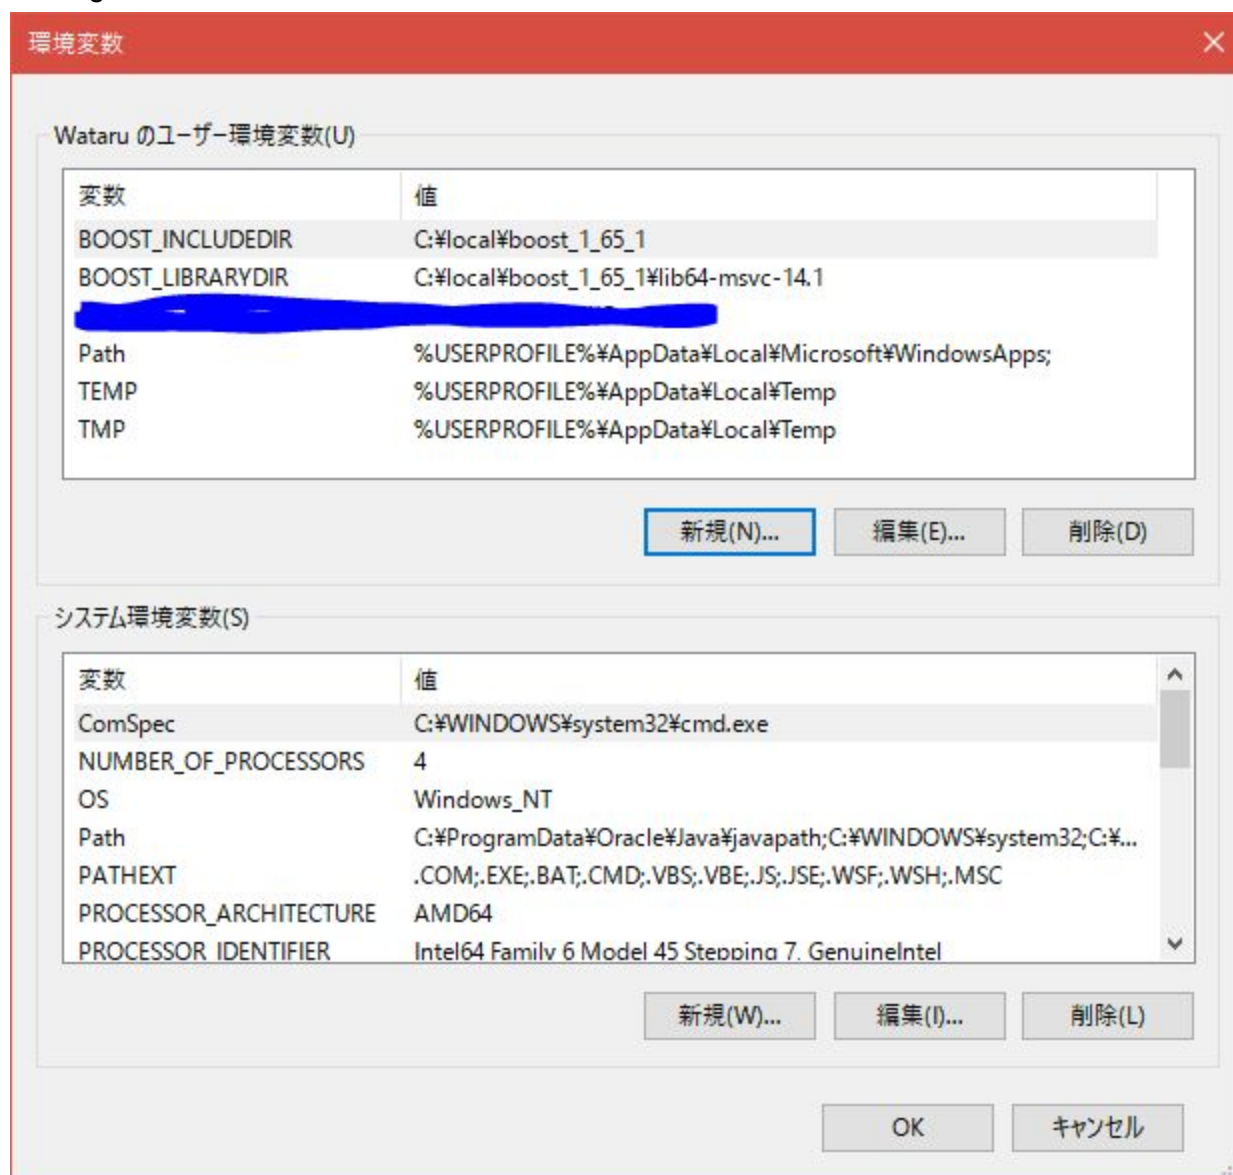 環境変数
Wataru のユーザー環境変数(U)
変数 値
BOOST_INCLUDEDIR C:¥local¥boost_1_65_1
BOOST_LIBRARYDIR C:¥local¥boost_1_65_1¥lib64-msvc-14.1
Path %USERPROFILE%¥AppData¥Local¥Microsoft¥WindowsApps;
TEMP %USERPROFILE%¥AppData¥Local¥Temp
TMP %USERPROFILE%¥AppData¥Local¥Temp
新規(N)... 編集(E)... 削除(D)
システム環境変数(S)
変数 値
ComSpec C:¥WINDOWS¥system32¥cmd.exe
NUMBER_OF_PROCESSORS 4
OS Windows_NT
Path C:¥ProgramData¥Oracle¥Java¥javapath;C:¥WINDOWS¥system32;C:¥...
PATHEXT .COM;.EXE;.BAT;.CMD;.VBS;.VBE;.JS;.JSE;.WSF;.WSH;.MSC
PROCESSOR_ARCHITECTURE AMD64
PROCESSOR_IDENTIFIER Intel64 Family 6 Model 45 Stepping 7, GenuineIntel
新規(W)... 編集(I)... 削除(L)
OK キャンセル